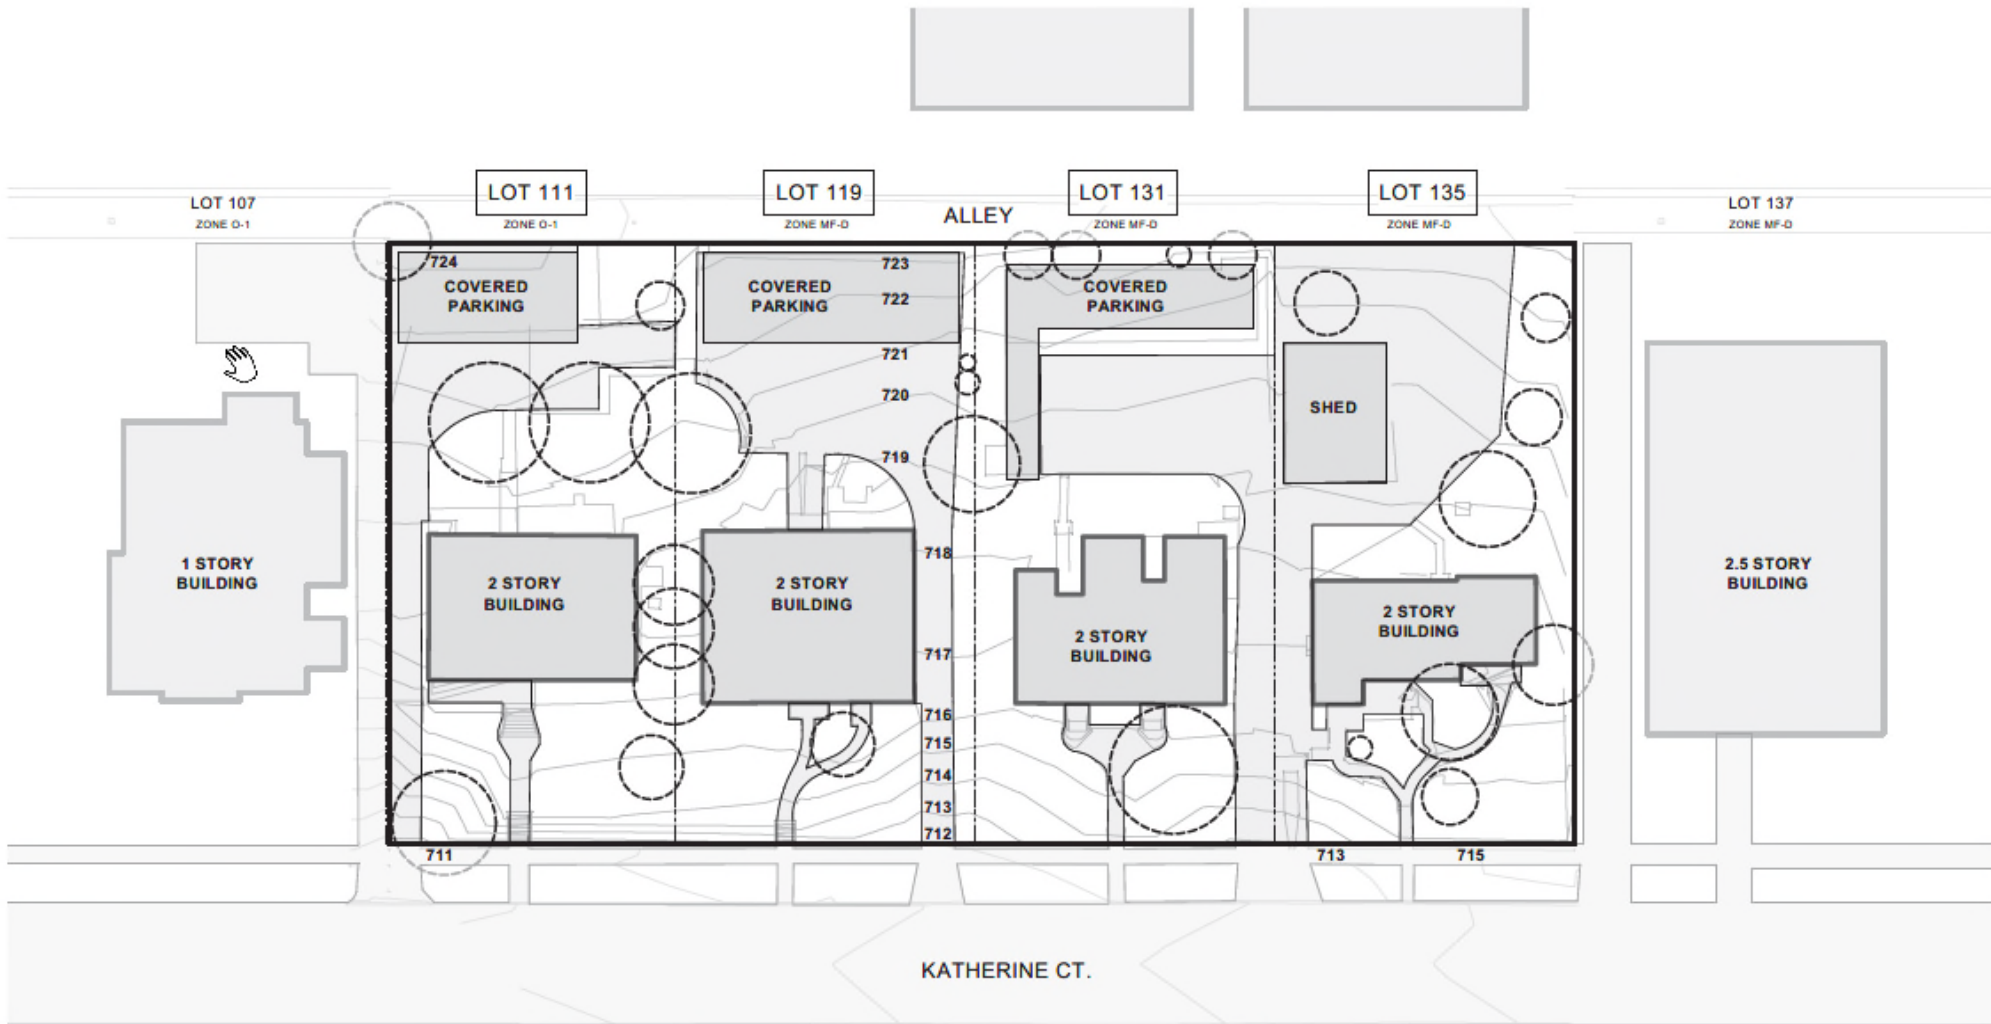 LOT 111
LOT 119
LOT 131
LOT 135
LOT 107
LOT 137
ZONE O-1
ZONE O-1
ZONE MF-D
ALLEY
ZONE MF-D
ZONE MF-D
ZONE MF-D
724
723
COVERED
PARKING
COVERED
PARKING
722
COVERED
PARKING
721
720
SHED
719
718
1 STORY
BUILDING
2 STORY
BUILDING
2 STORY
BUILDING
2.5 STORY
BUILDING
2 STORY
BUILDING
2 STORY
BUILDING
717
716
715
714
713
712
711
713
715
KATHERINE CT.